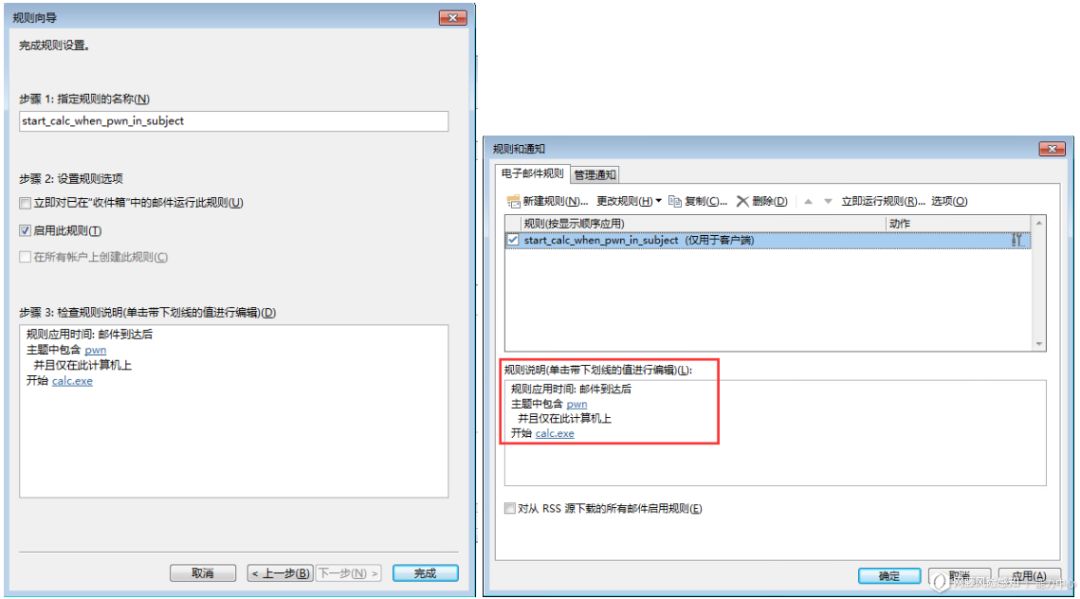 规则向导
完成规则设置。
步骤 1: 指定规则的名称(N)
start_calc_when_pwn_in_subject
步骤 2: 设置规则选项
立即对已在"收件箱"中的邮件运行此规则(U)
启用此规则(T)
在所有帐户上创建此规则(C)
步骤 3: 检查规则说明(单击带下划线的值进行编辑)(D)
规则应用时间: 邮件到达后
主题中包含 pwn
并且仅在此计算机上
开始 calc.exe
取消 < 上一步(B) 下一步(N) > 完成
规则和通知
电子邮件规则 管理通知
新建规则(N)... 更改规则(H) 复制(C)... 删除(D) 立即运行规则(R)... 选项(O)
规则(按显示顺序应用) 动作
start_calc_when_pwn_in_subject (仅用于客户端)
规则说明(单击带下划线的值进行编辑)(L):
规则应用时间: 邮件到达后
主题中包含 pwn
并且仅在此计算机上
开始 calc.exe
对从 RSS 源下载的所有邮件启用规则(E)
确定 取消 应用(A)